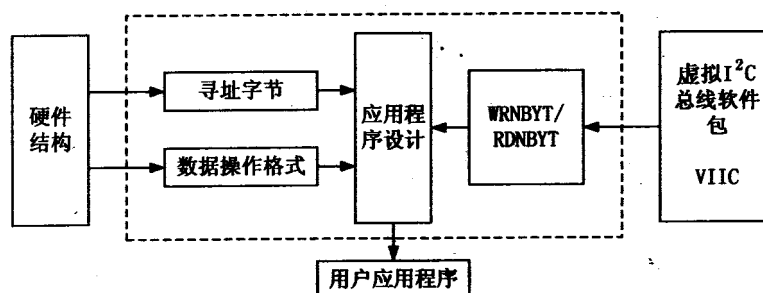 硬件
结构
寻址字节
数据操作格式
应用程
序设计
WRNBYT/
RDNBYT
虚拟I²C
总线软件
包
VIIC
用户应用程序